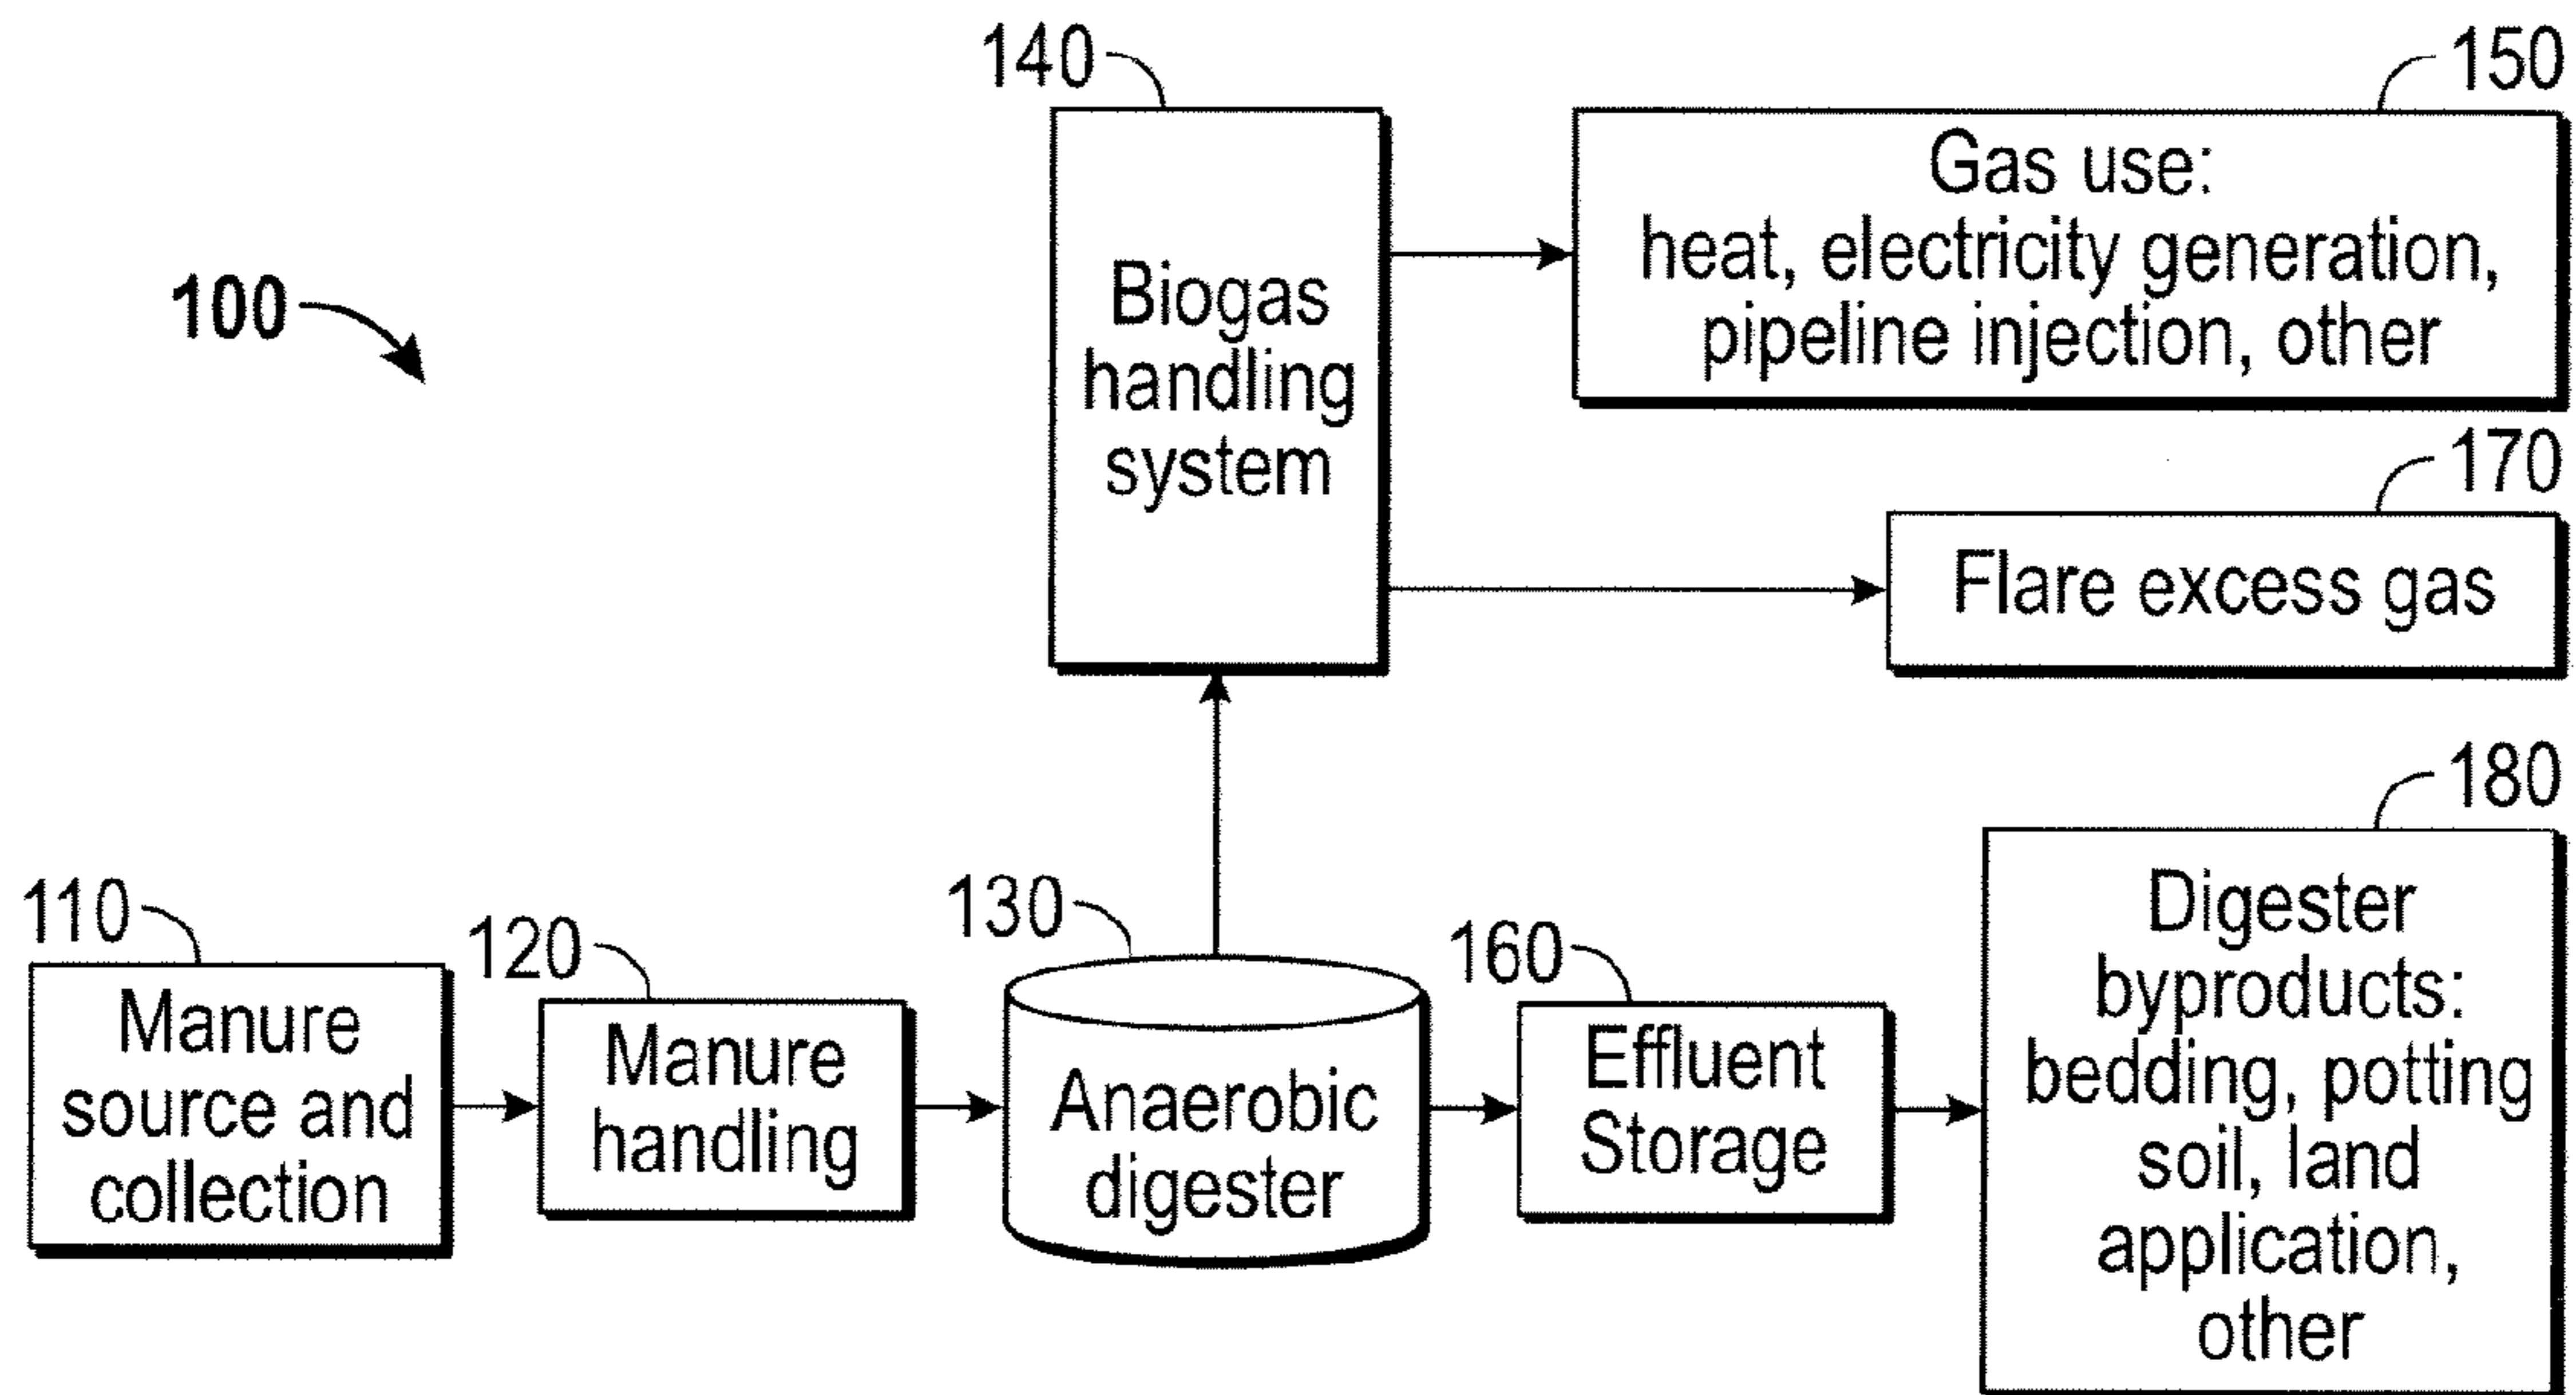 140
150
Biogas
handling
system
Gas use:
heat, electricity generation,
pipeline injection, other
100
170
Flare excess gas
180
110
Manure
source and
collection
120
Manure
handling
130
Anaerobic
digester
160
Effluent
Storage
Digester
byproducts:
bedding, potting
soil, land
application,
other